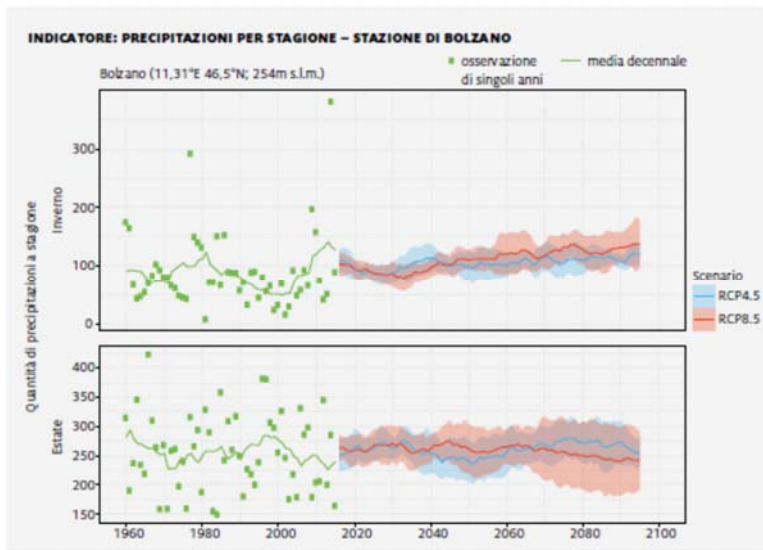 INDICATORE: PRECIPITAZIONI PER STAGIONE – STAZIONE DI BOLZANO
Bolzano (11,31°E 46,5°N; 254m s.l.m.)
osservazione
di singoli anni
media decennale
Quantità di precipitazioni a stagione
Inverno
300
200
100
0
Scenario
RCP4.5
RCP8.5
Estate
400
350
300
250
200
150
1960
1980
2000
2020
2040
2060
2080
2100